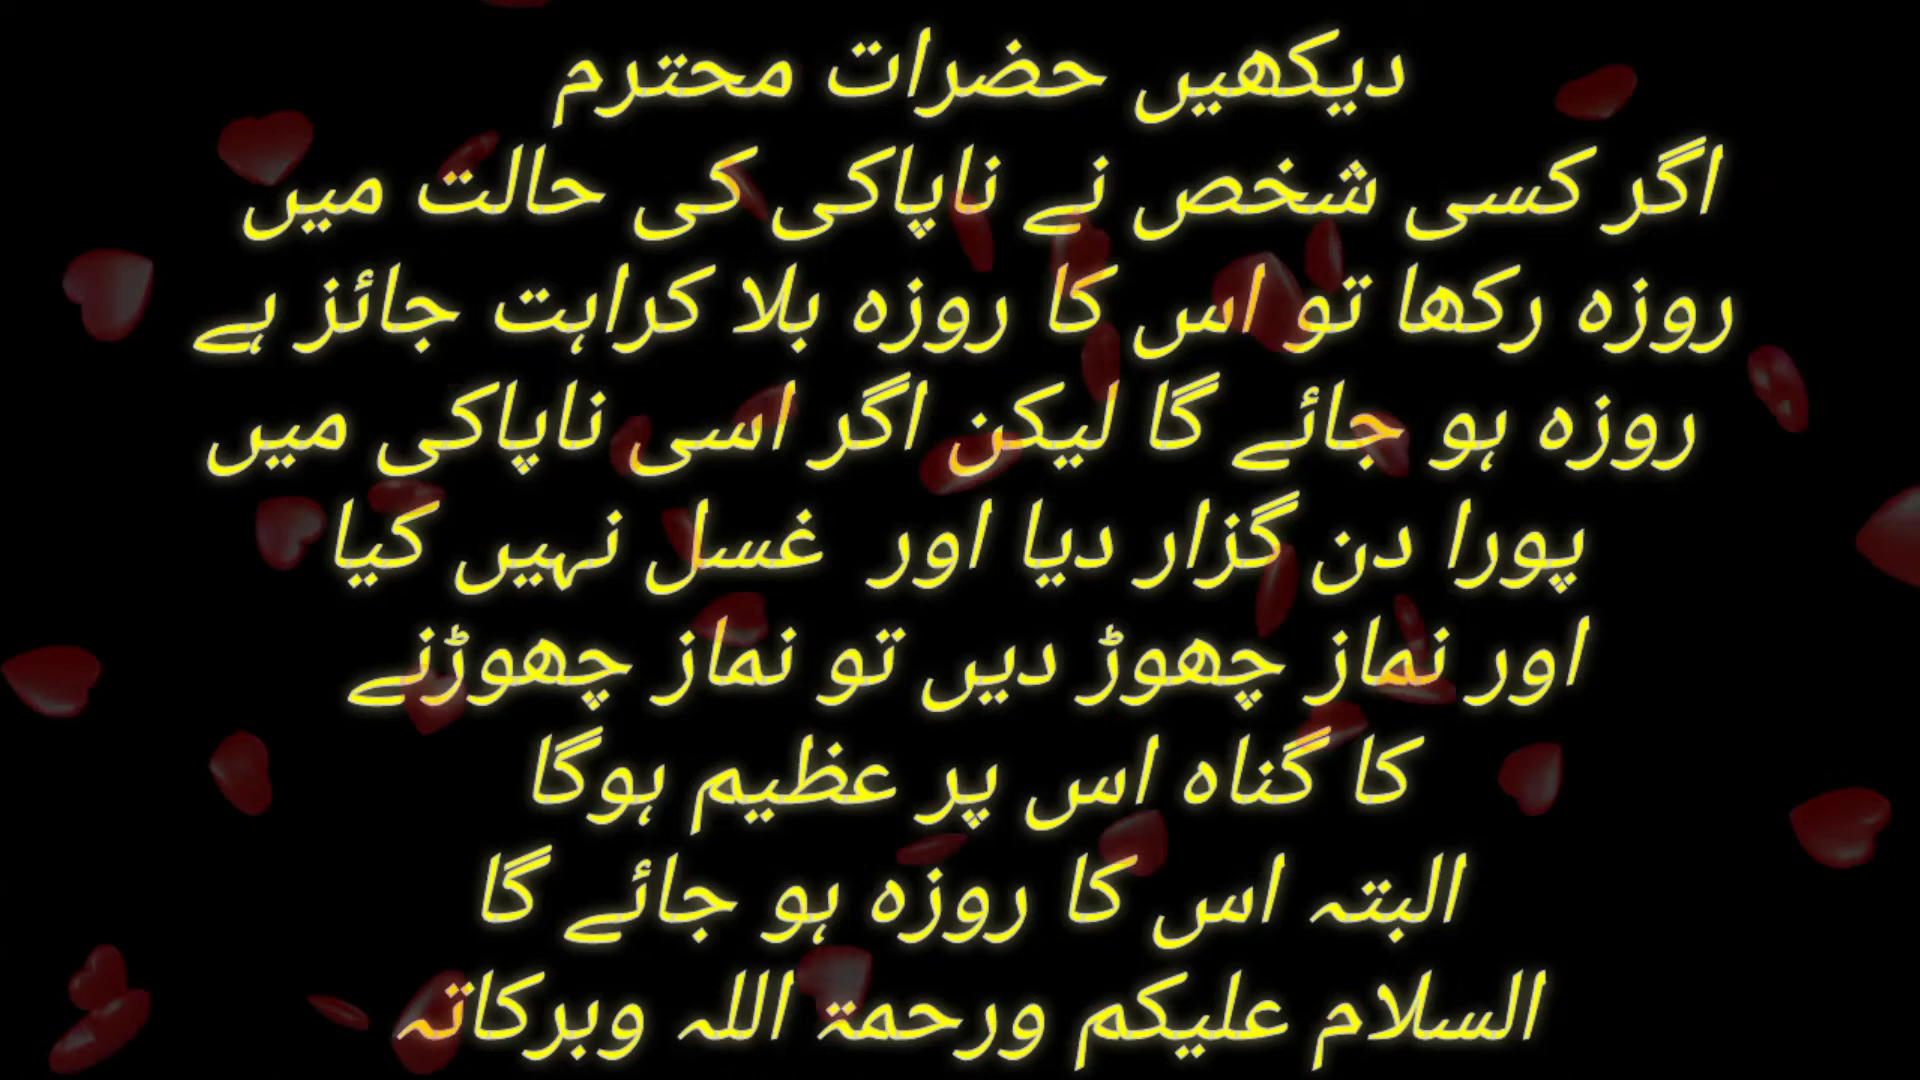 دیکھیں حضرات محترم
اگر کسی شخص نے ناپاکی کی حالت میں
روزہ رکھا تو اس کا روزہ بلا کراہت جائز ہے
روزہ ہو جائے گا لیکن اگر اسی ناپاکی میں
پورا دن گزار دیا اور غسل نہیں کیا
اور نماز چھوڑ دیں تو نماز چھوڑنے
کا گناہ اس پر عظیم ہوگا
البتہ اس کا روزہ ہو جائے گا
السلام علیکم ورحمۃ اللہ وبرکاتہ